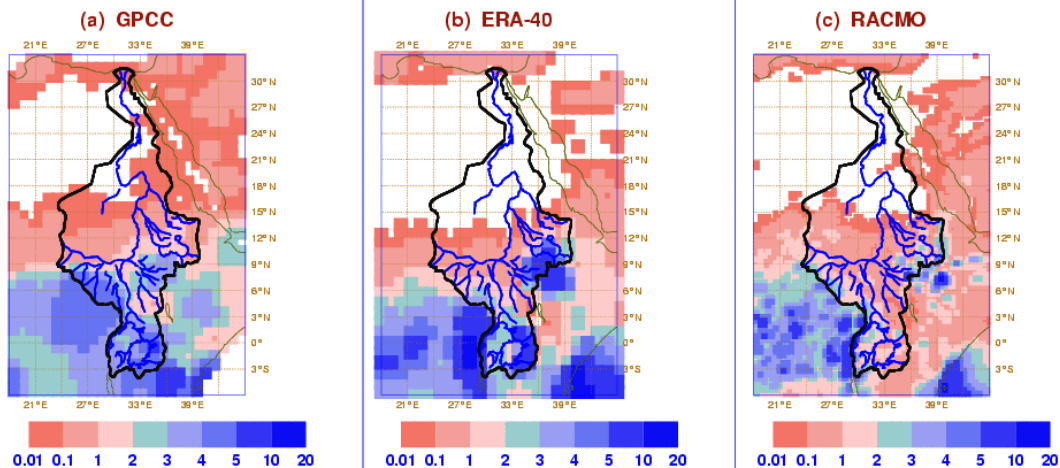 (a) GPCC
21°E 27°E 33°E 39°E
30°N
27°N
24°N
21°N
18°N
15°N
12°N
9°N
6°N
3°N
0°
3°S
21°E 27°E 33°E 39°E
0.01 0.1 1 2 3 4 5 10 20
(b) ERA-40
21°E 27°E 33°E 39°E
30°N
27°N
24°N
21°N
18°N
15°N
12°N
9°N
6°N
3°N
0°
3°S
21°E 27°E 33°E 39°E
0.01 0.1 1 2 3 4 5 10 20
(c) RACMO
21°E 27°E 33°E 39°E
30°N
27°N
24°N
21°N
18°N
15°N
12°N
9°N
6°N
3°N
0°
3°S
21°E 27°E 33°E 39°E
0.01 0.1 1 2 3 4 5 10 20